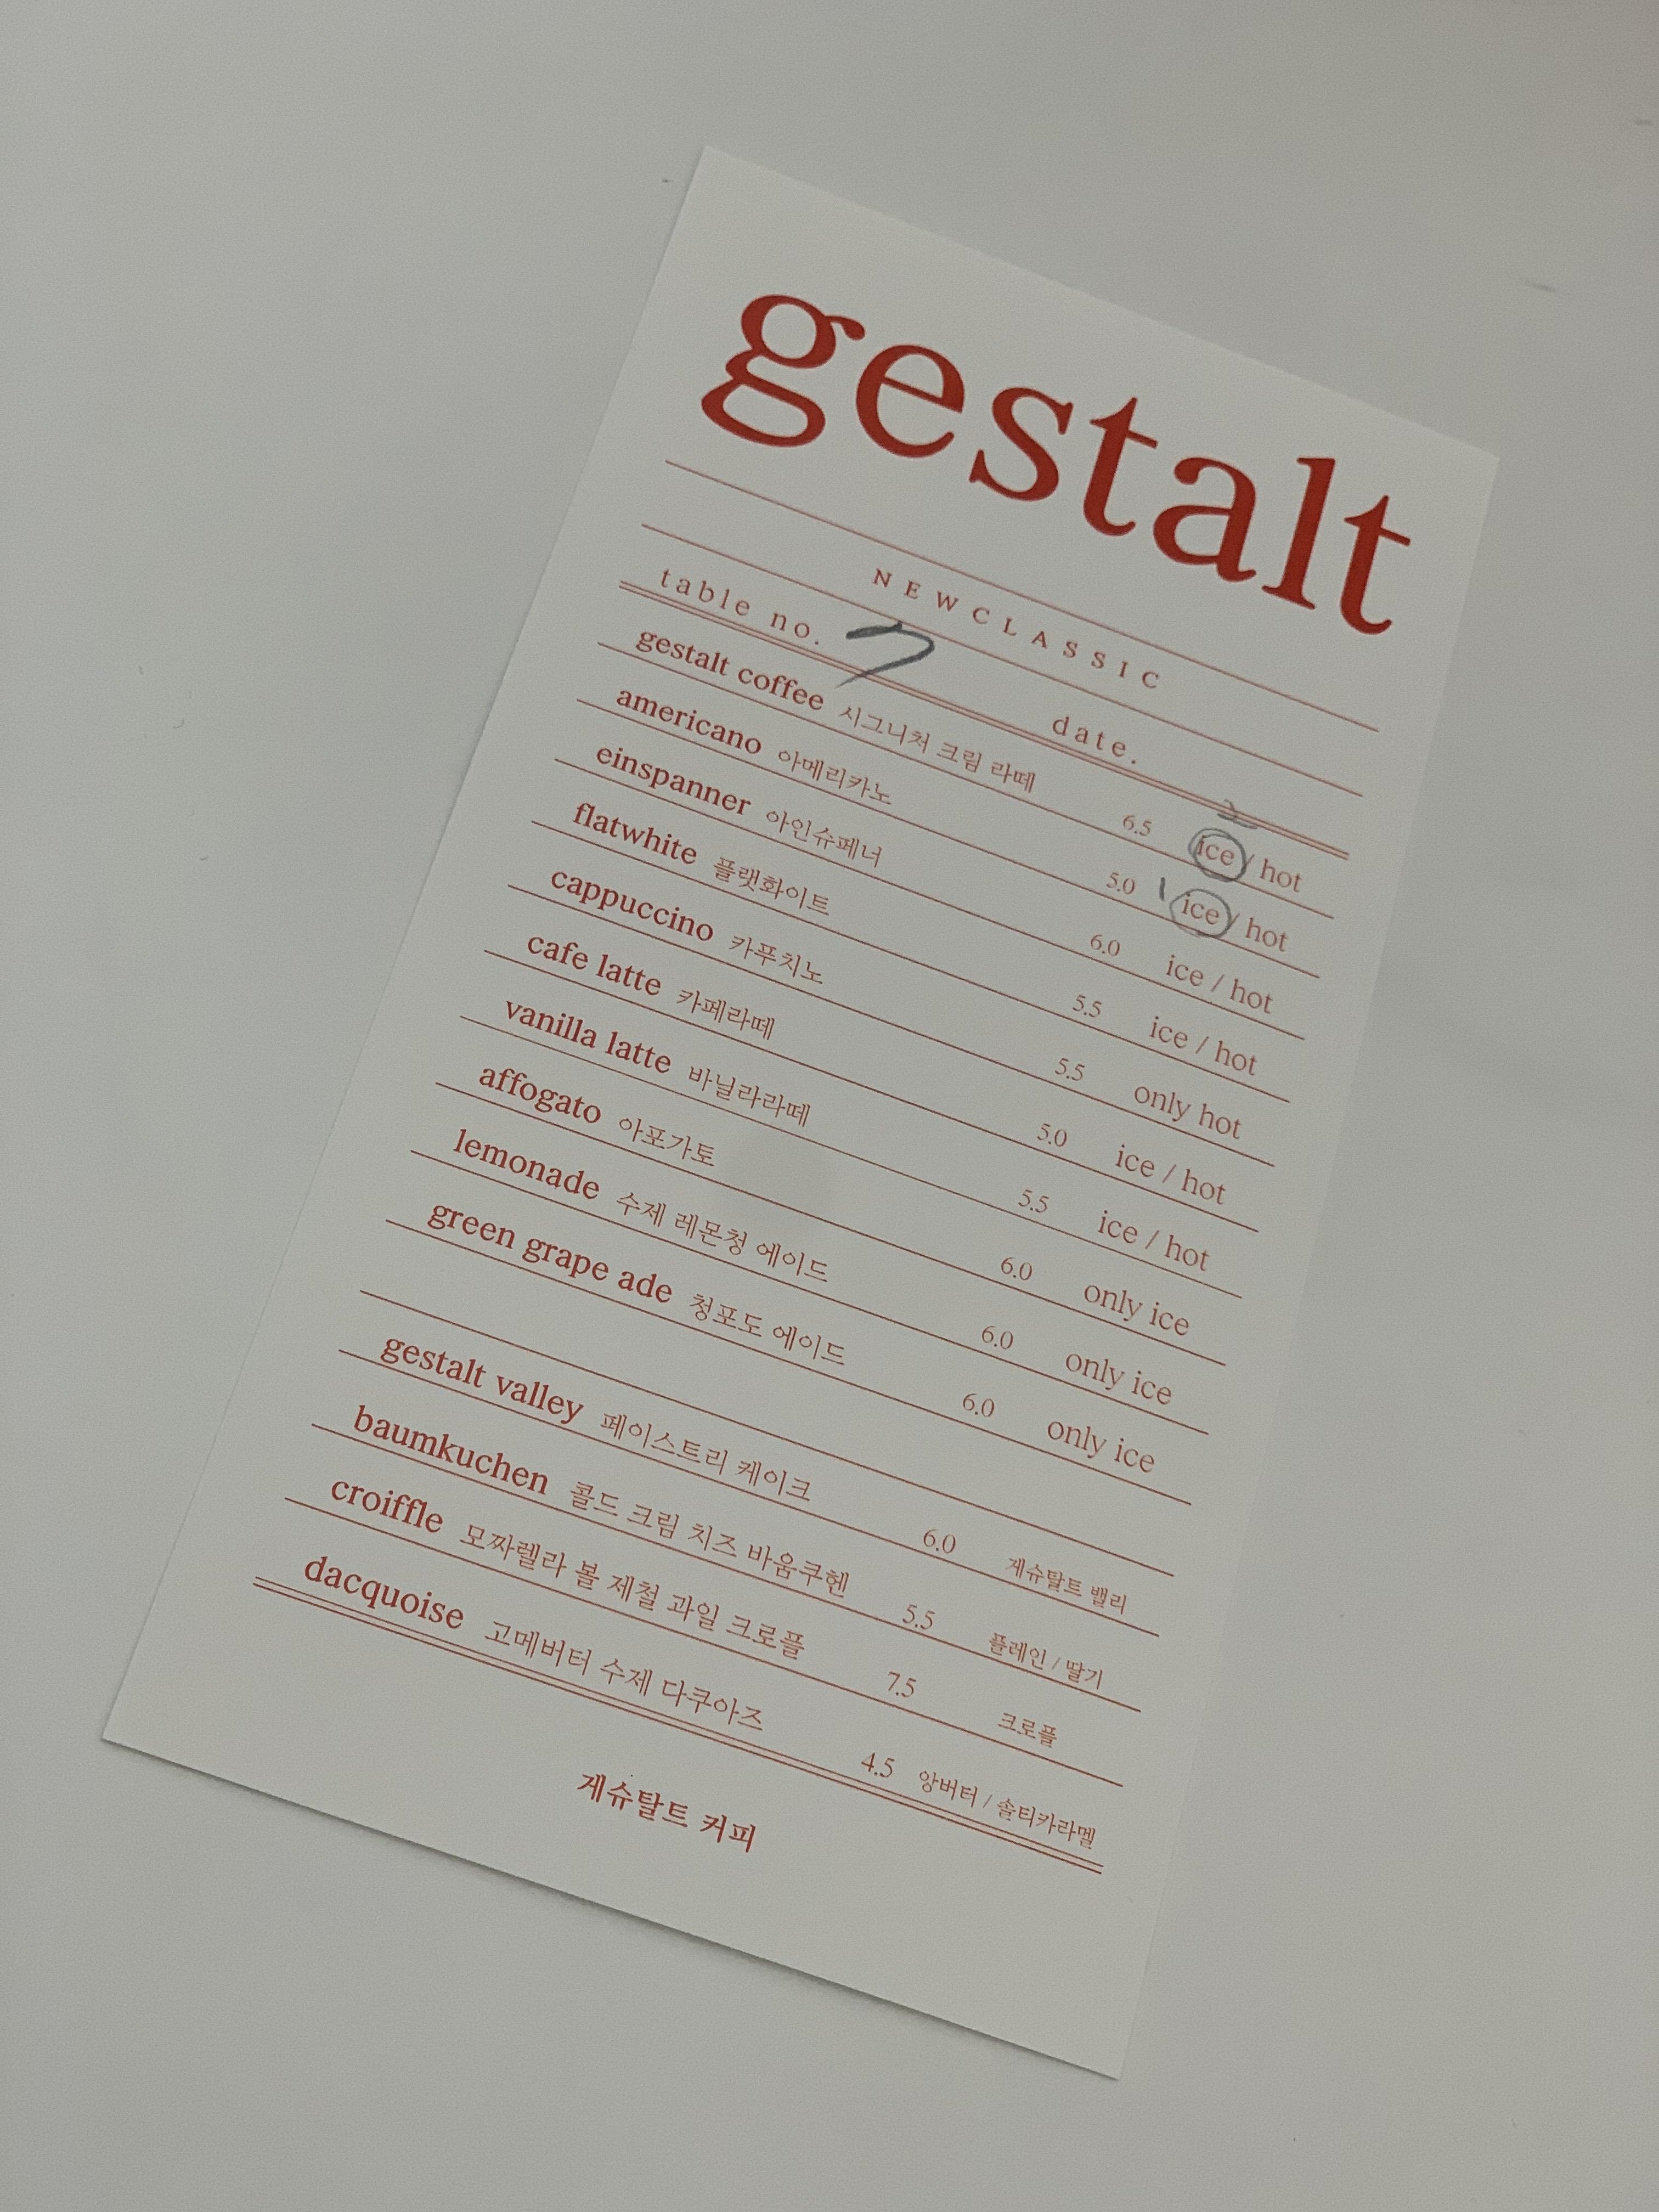 gestalt
NEWCLASSIC
table no. 7 date.
2
gestalt coffee 시그니처 크림 라떼 6.5 ice / hot
americano 아메리카노 5.0 1 ice / hot
einspanner 아인슈페너 6.0 ice / hot
flatwhite 플랫화이트 5.5 ice / hot
cappuccino 카푸치노 5.5 only hot
cafe latte 카페라떼 5.0 ice / hot
vanilla latte 바닐라라떼 5.5 ice / hot
affogato 아포가토 6.0 only ice
lemonade 수제 레몬청 에이드 6.0 only ice
green grape ade 청포도 에이드 6.0 only ice
gestalt valley 페이스트리 케이크 6.0 게슈탈트 밸리
baumkuchen 콜드 크림 치즈 바움쿠헨 5.5 플레인 / 딸기
croiffle 모짜렐라 볼 제철 과일 크로플 7.5 크로플
dacquoise 고메버터 수제 다쿠아즈 4.5 앙버터 / 솔티카라멜
게슈탈트 커피